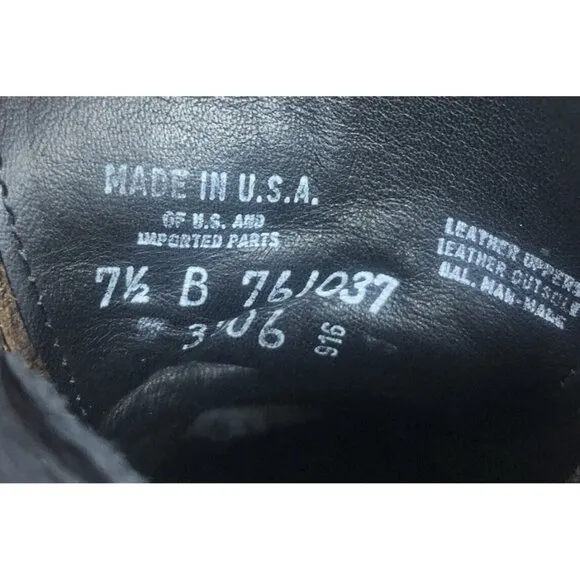 MADE IN U.S.A.
OF U.S. AND
IMPORTED PARTS
7½ B 761037
3'06 916
LEATHER UPPERS
LEATHER OUTSOLE
BAL. MAN-MADE